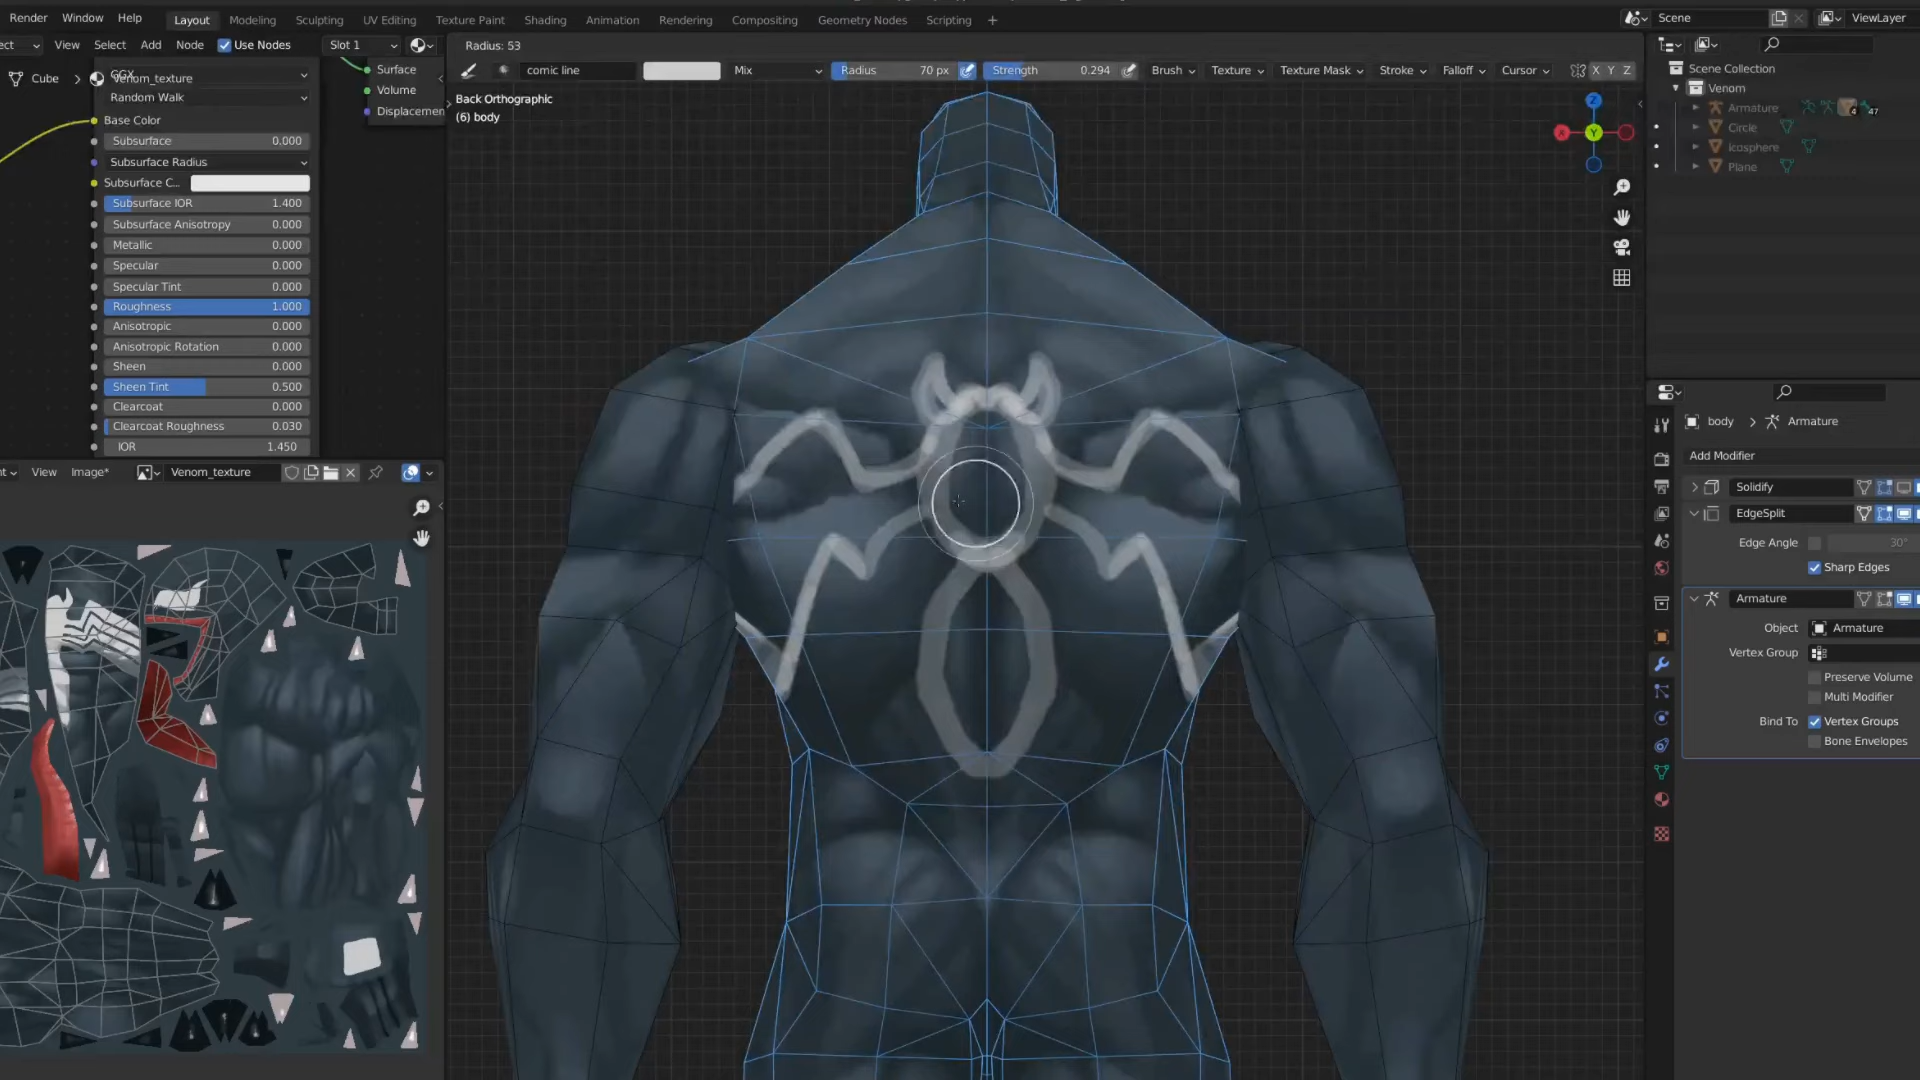 Render Window Help Layout Modeling Sculpting UV Editing Texture Paint Shading Animation Rendering Compositing Geometry Nodes Scripting + Scene ViewLayer
ect View Select Add Node Use Nodes Slot 1 Radius: 53
comic line Mix Radius 70 px Strength 0.294 Brush Texture Texture Mask Stroke Falloff Cursor X Y Z
Cube > Venom_texture
GGX
Random Walk
Base Color
Subsurface 0.000
Subsurface Radius
Subsurface C...
Subsurface IOR 1.400
Subsurface Anisotropy 0.000
Metallic 0.000
Specular 0.000
Specular Tint 0.000
Roughness 1.000
Anisotropic 0.000
Anisotropic Rotation 0.000
Sheen 0.000
Sheen Tint 0.500
Clearcoat 0.000
Clearcoat Roughness 0.030
IOR 1.450
Surface
Volume
Displacemen
Back Orthographic
(6) body
Z
X
Y
View Image* Venom_texture
Scene Collection
Venom
Armature 4 47
Circle
Icosphere
Plane
body > Armature
Add Modifier
Solidify
EdgeSplit
Edge Angle 30°
Sharp Edges
Armature
Object Armature
Vertex Group
Preserve Volume
Multi Modifier
Bind To Vertex Groups
Bone Envelopes